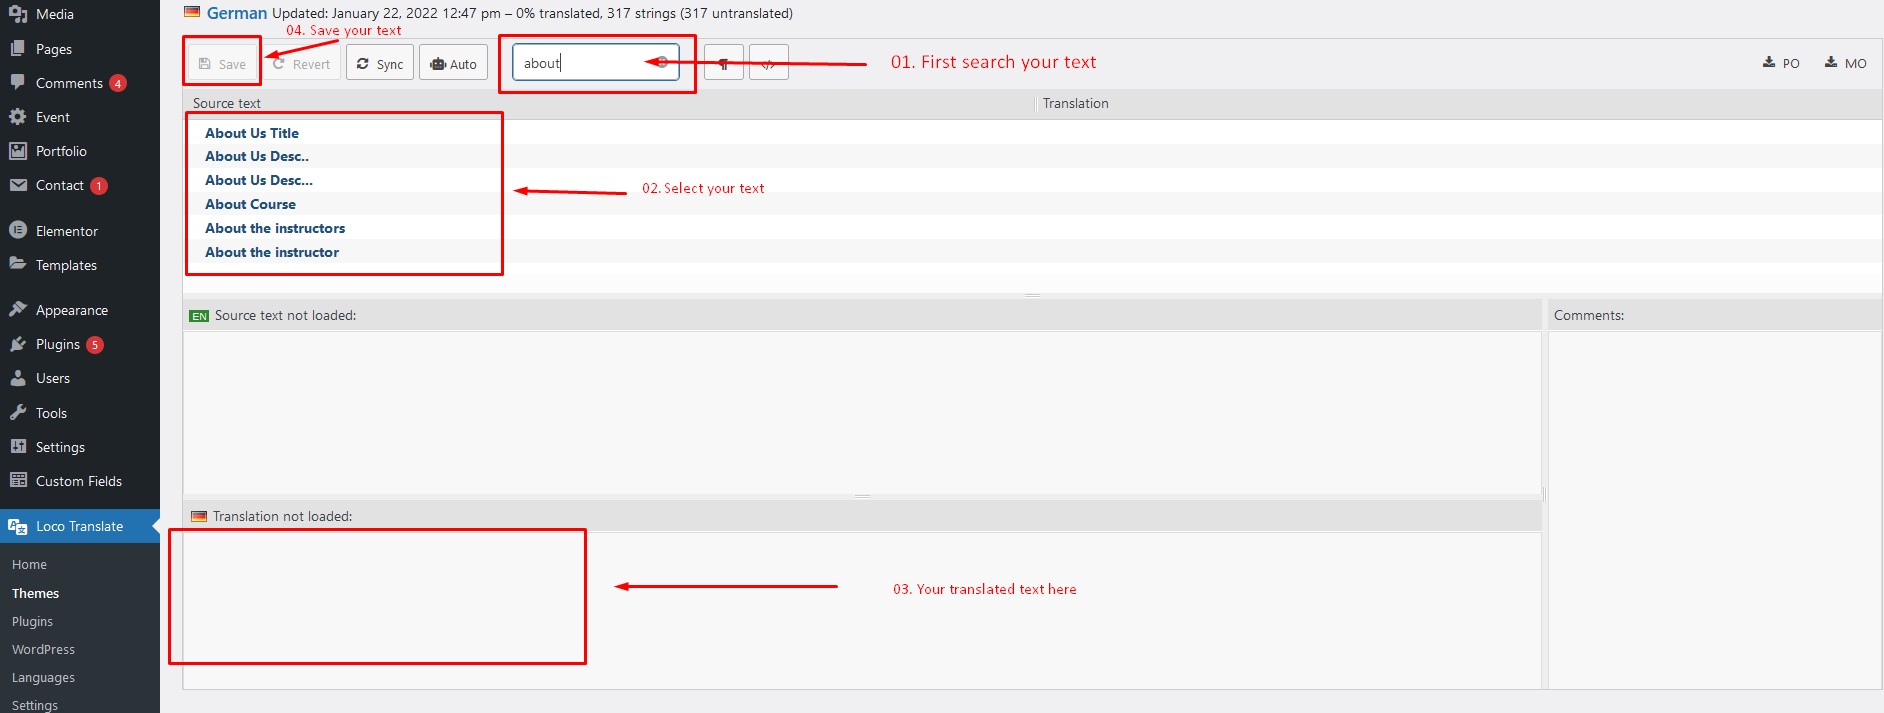 Media
Pages
Comments 4
Event
Portfolio
Contact 1
Elementor
Templates
Appearance
Plugins 5
Users
Tools
Settings
Custom Fields
Loco Translate
Home
Themes
Plugins
WordPress
Languages
Settings
German Updated: January 22, 2022 12:47 pm – 0% translated, 317 strings (317 untranslated)
04. Save your text
Save Revert Sync Auto about ¶ </> 01. First search your text PO MO
Source text Translation
About Us Title
About Us Desc..
About Us Desc...
02. Select your text
About Course
About the instructors
About the instructor
EN Source text not loaded: Comments:
Translation not loaded:
03. Your translated text here